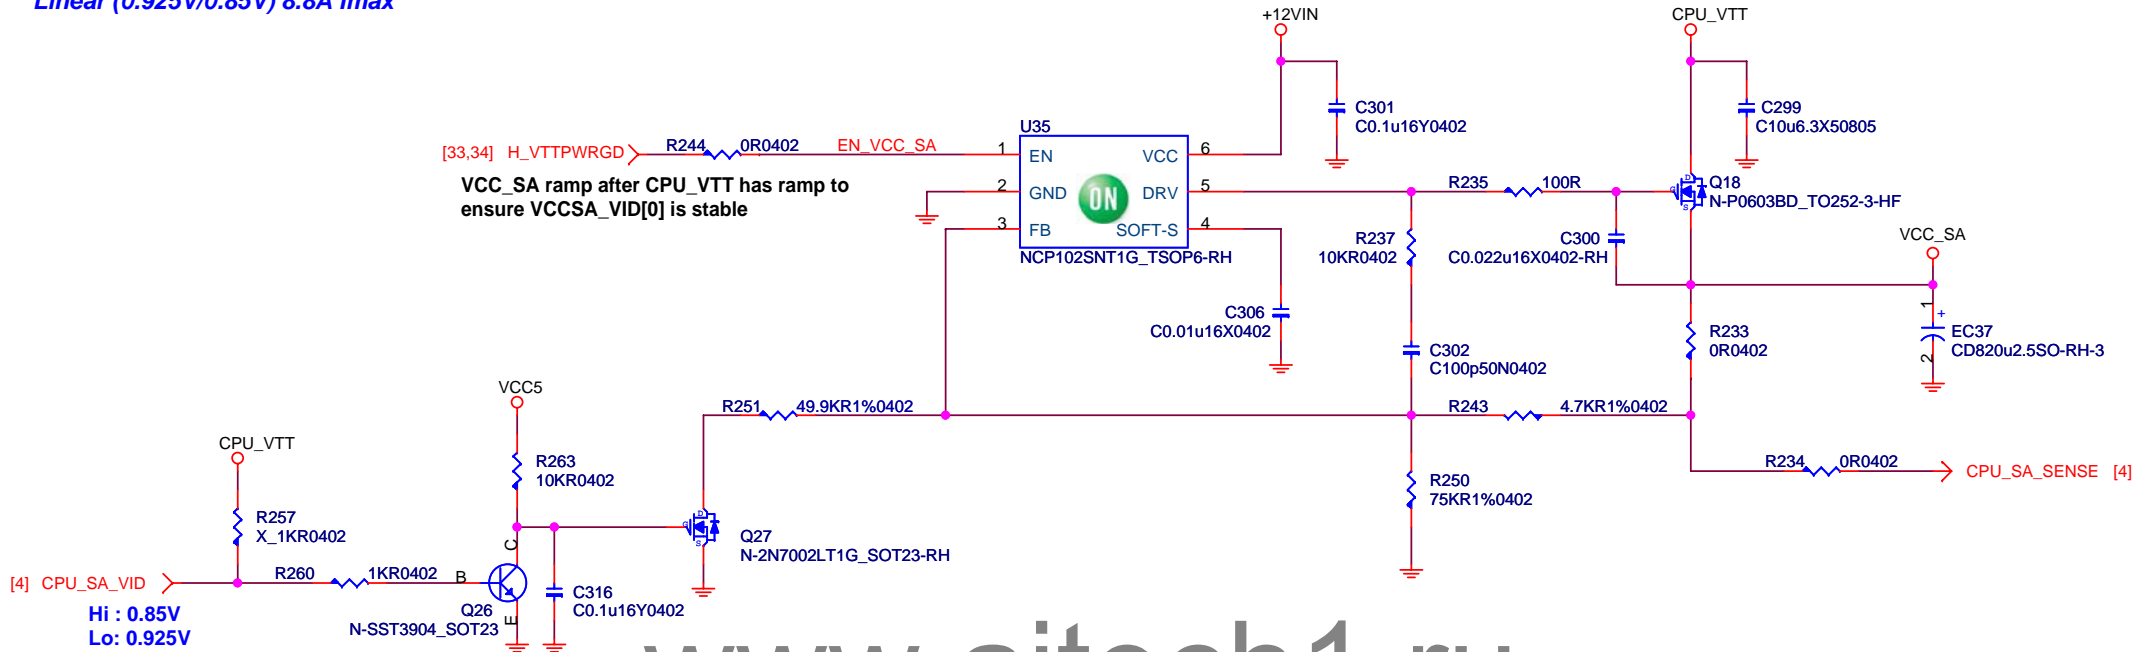 Linear (0.925V/0.85V) 8.8A Imax
+12VIN
CPU_VTT
C301
C0.1u16Y0402
C299
C10u6.3X50805
U35
[33,34] H_VTTPWRGD
R244
0R0402
EN_VCC_SA
1
EN
VCC
6
2
GND
DRV
5
3
FB
SOFT-S
4
ON
NCP102SNT1G_TSOP6-RH
VCC_SA ramp after CPU_VTT has ramp to
ensure VCCSA_VID[0] is stable
R235
100R
G
D
S
Q18
N-P0603BD_TO252-3-HF
R237
10KR0402
C300
C0.022u16X0402-RH
VCC_SA
C306
C0.01u16X0402
R233
0R0402
1
+
2
EC37
CD820u2.5SO-RH-3
C302
C100p50N0402
VCC5
R251
49.9KR1%0402
R243
4.7KR1%0402
CPU_VTT
R263
10KR0402
R234
0R0402
CPU_SA_SENSE [4]
R250
75KR1%0402
R257
X_1KR0402
G
D
S
Q27
N-2N7002LT1G_SOT23-RH
[4] CPU_SA_VID
R260
1KR0402
B
C
E
Q26
N-SST3904_SOT23
C316
C0.1u16Y0402
Hi : 0.85V
Lo: 0.925V